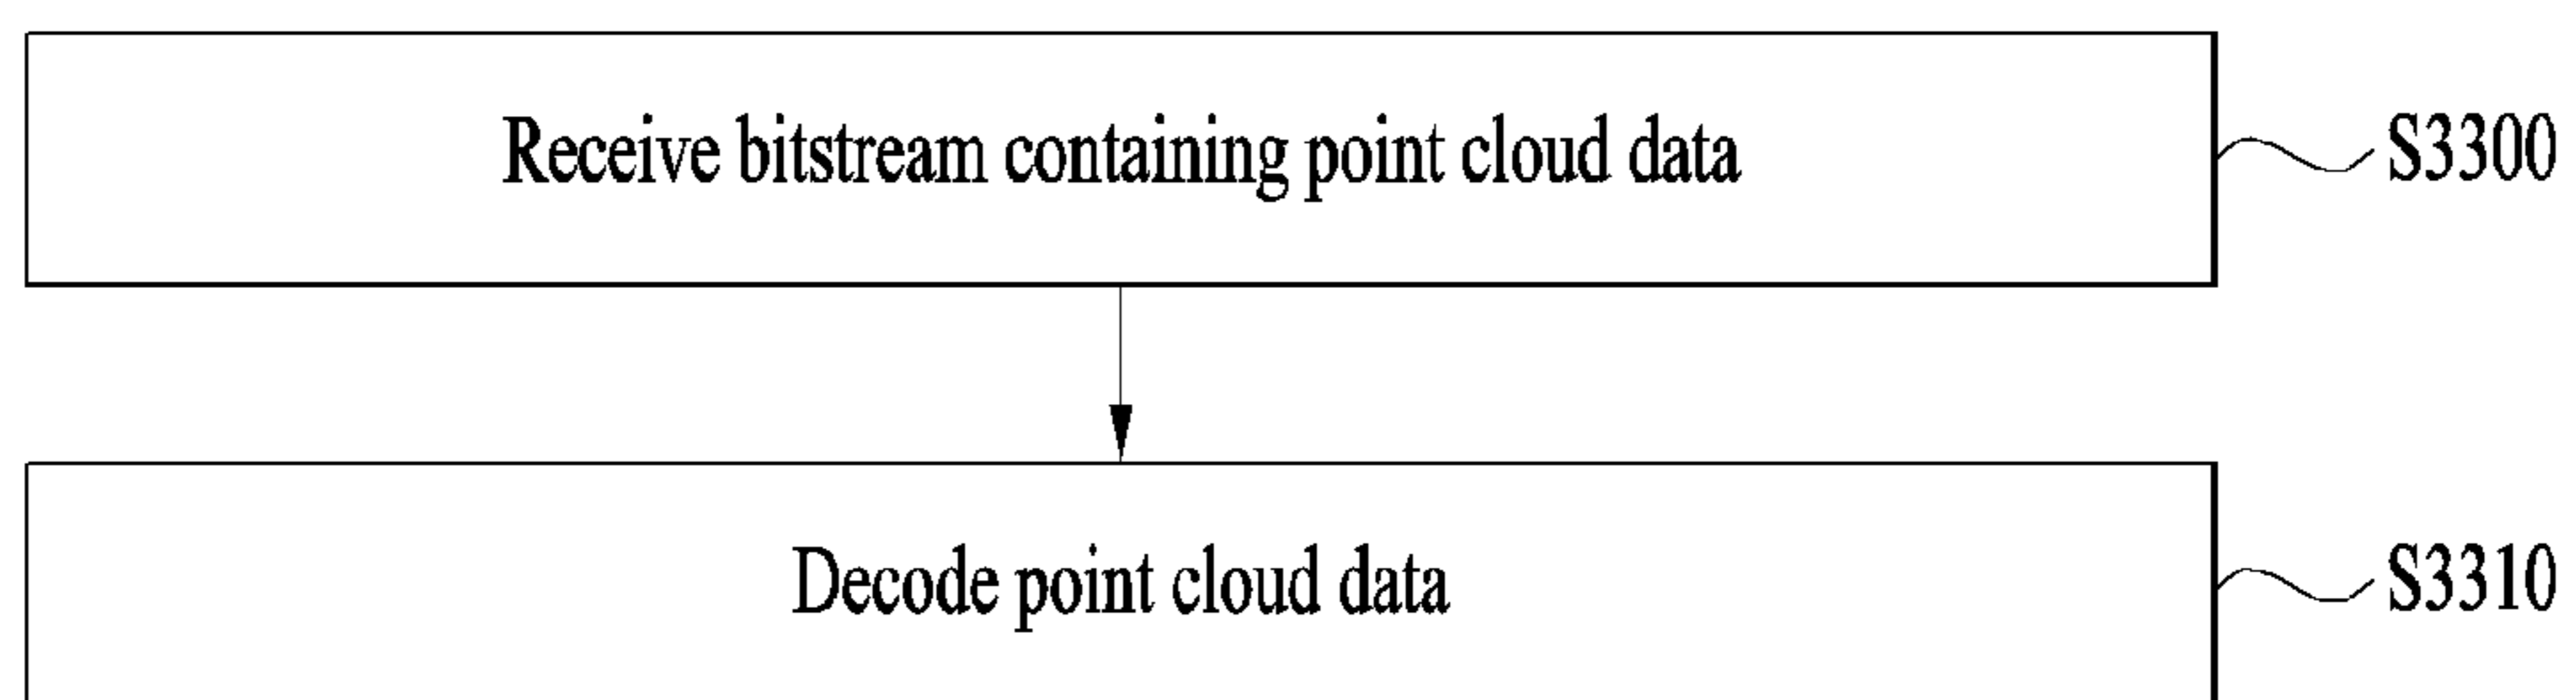 Receive bitstream containing point cloud data
S3300
Decode point cloud data
S3310